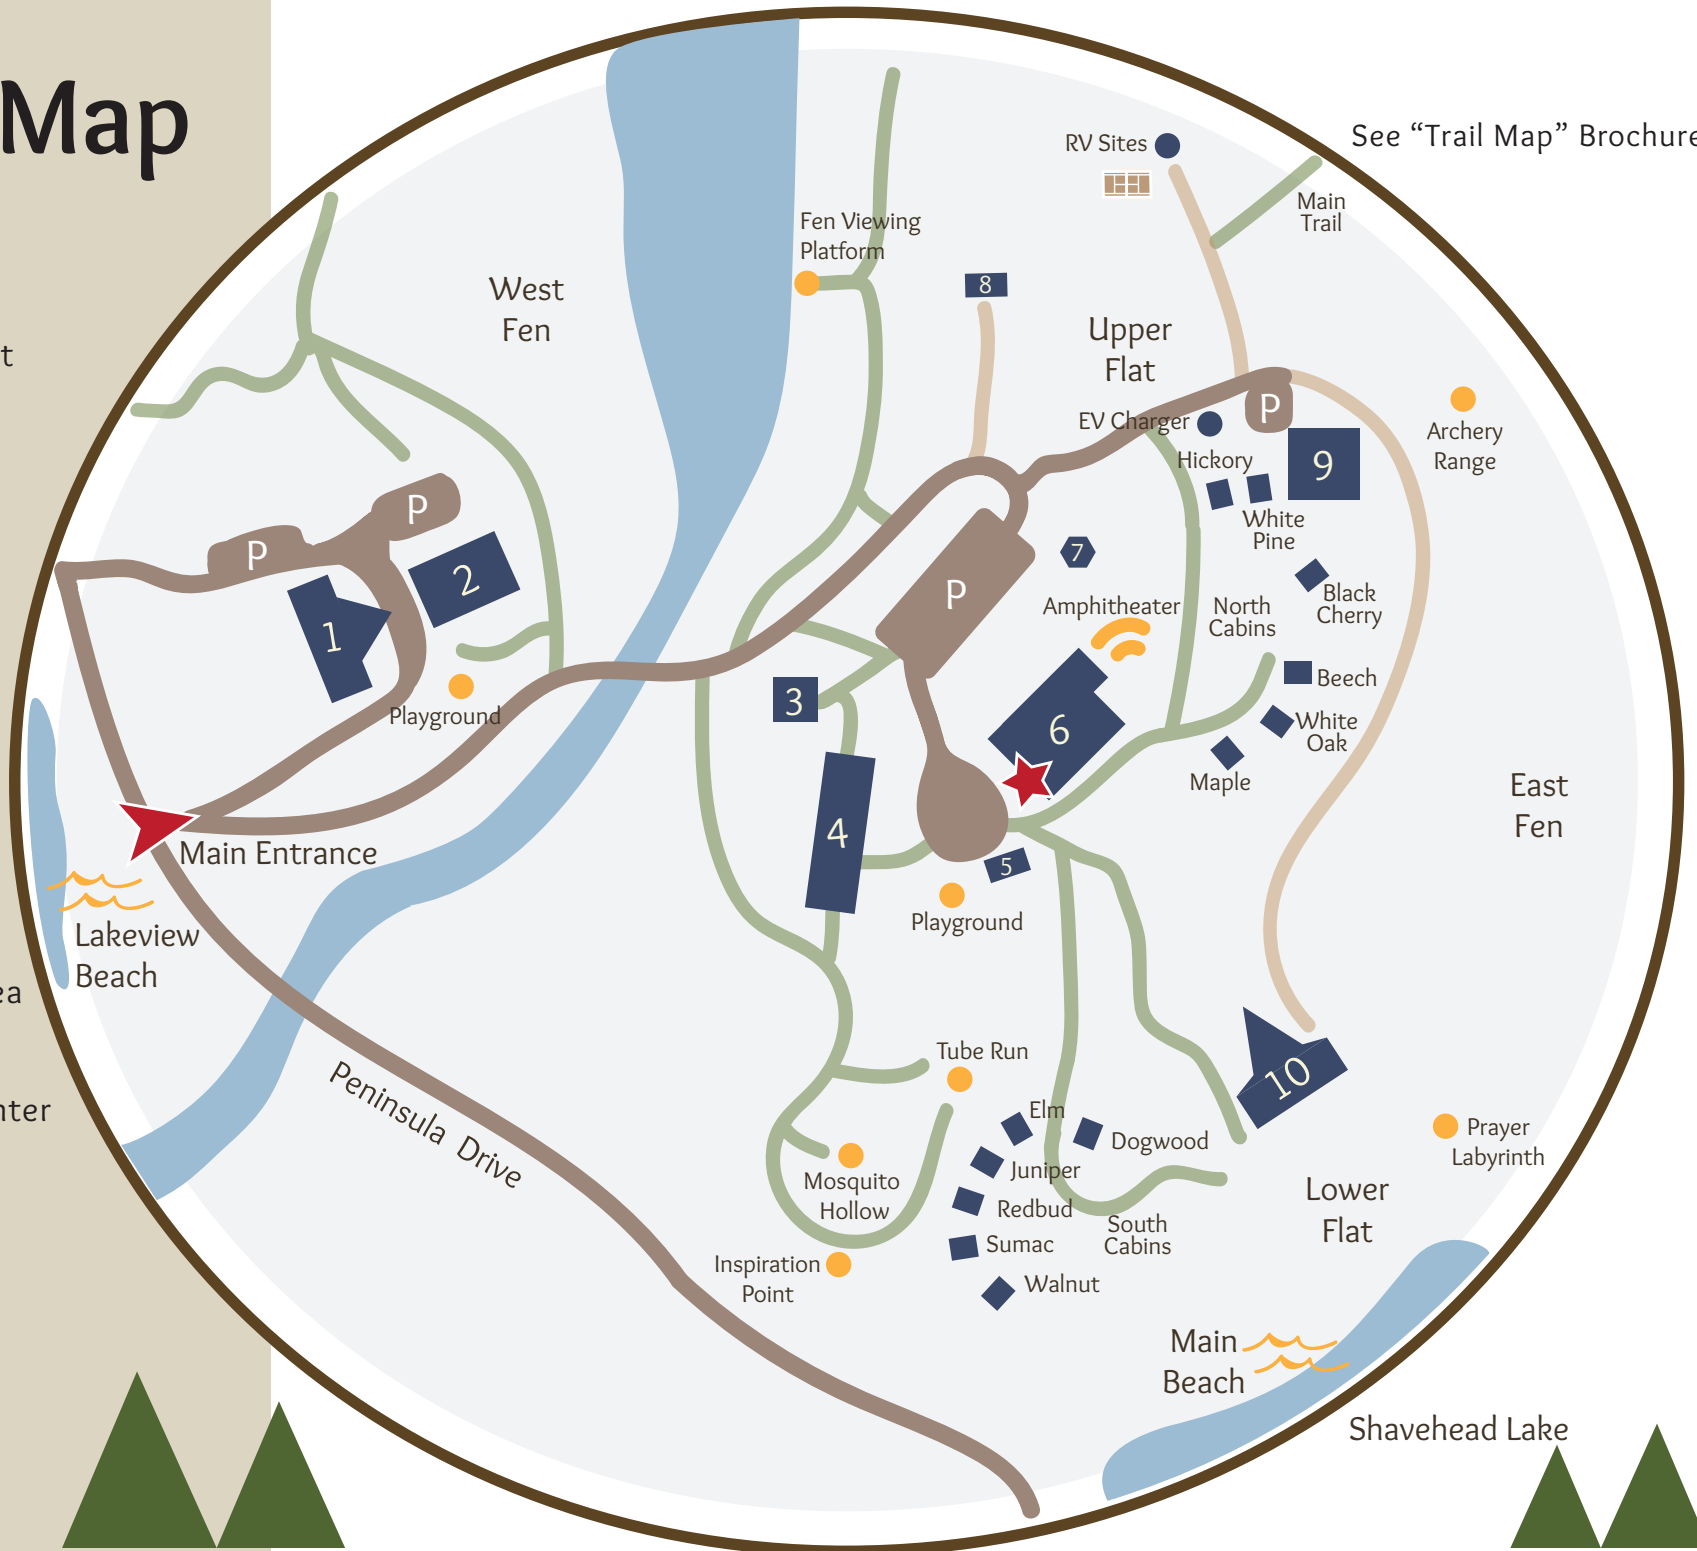 Map
See “Trail Map” Brochure
RV Sites
Main
Trail
Fen Viewing
Platform
West
Fen
8
Upper
Flat
t
P
EV Charger
Archery
Range
Hickory
9
P
White
Pine
P
7
2
P
Black
Cherry
Amphitheater
North
Cabins
1
Beech
3
Playground
6
White
Oak
Maple
East
Fen
4
Main Entrance
5
Playground
Lakeview
Beach
ea
Tube Run
Peninsula Drive
10
nter
Elm
Dogwood
Prayer
Labyrinth
Juniper
Mosquito
Hollow
Redbud
Lower
Flat
South
Cabins
Sumac
Inspiration
Point
Walnut
Main
Beach
Shavehead Lake